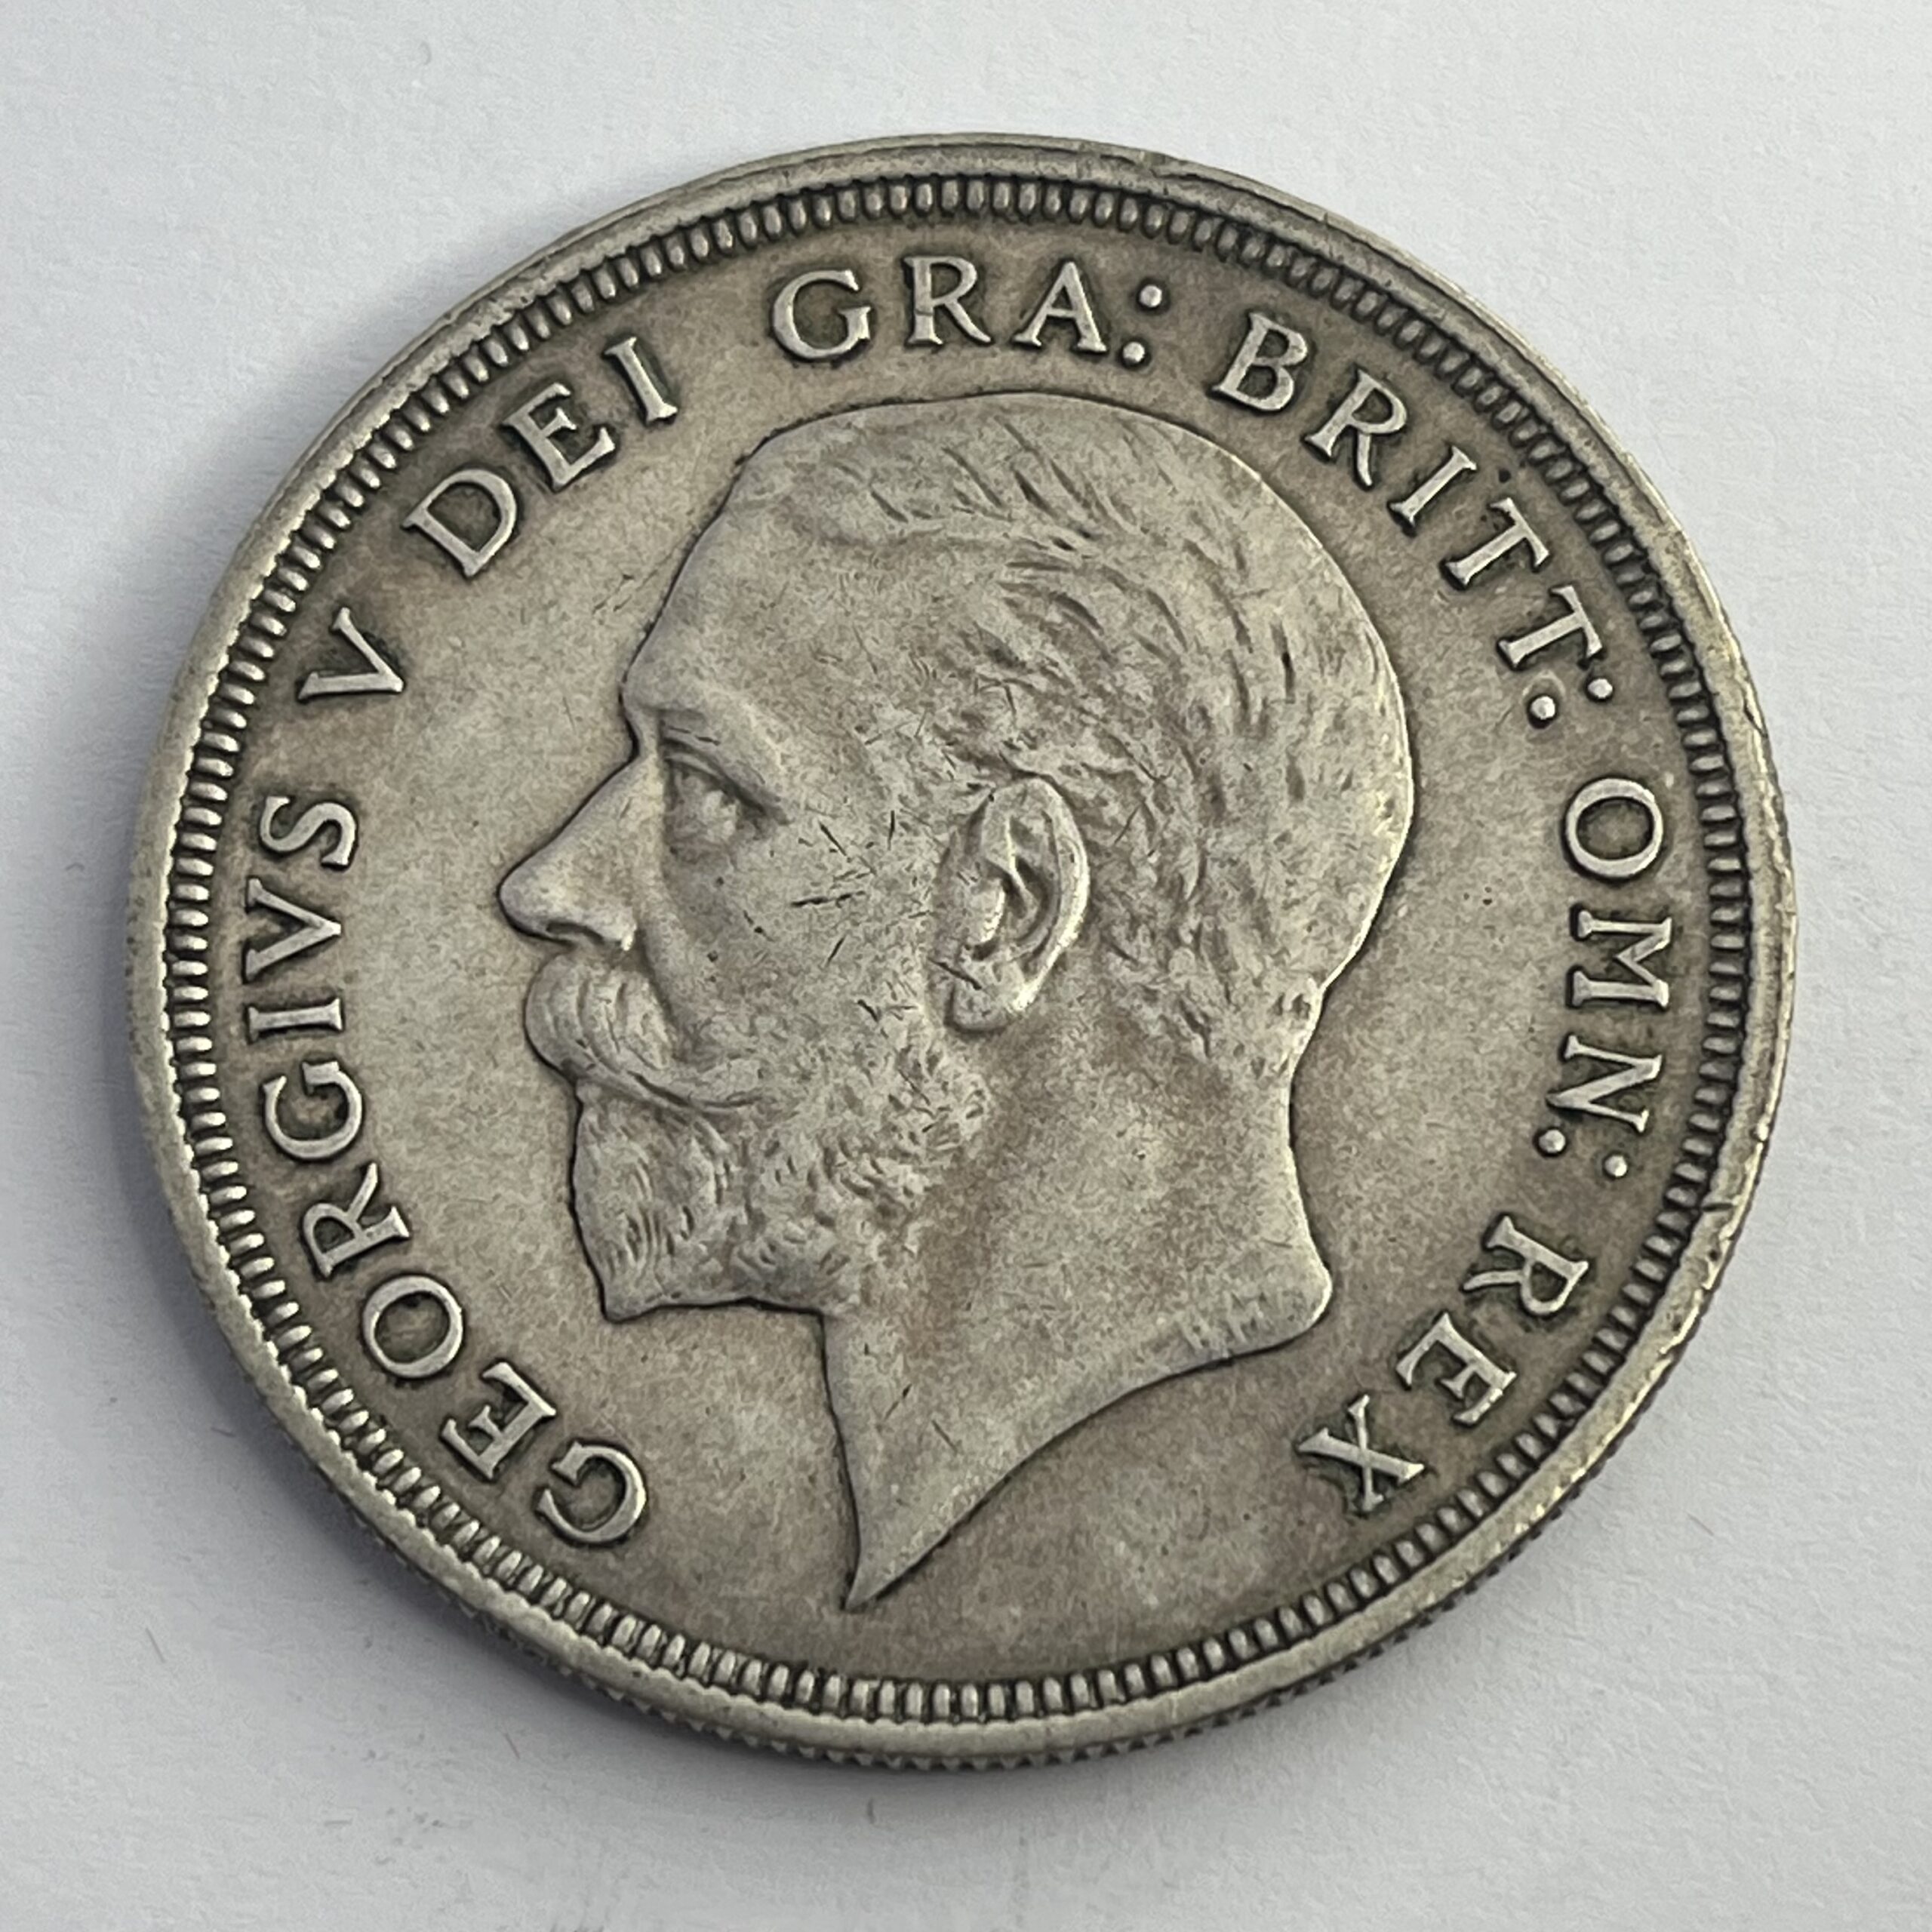 GEORGIVS V DEI GRA: BRITT: OMN: REX